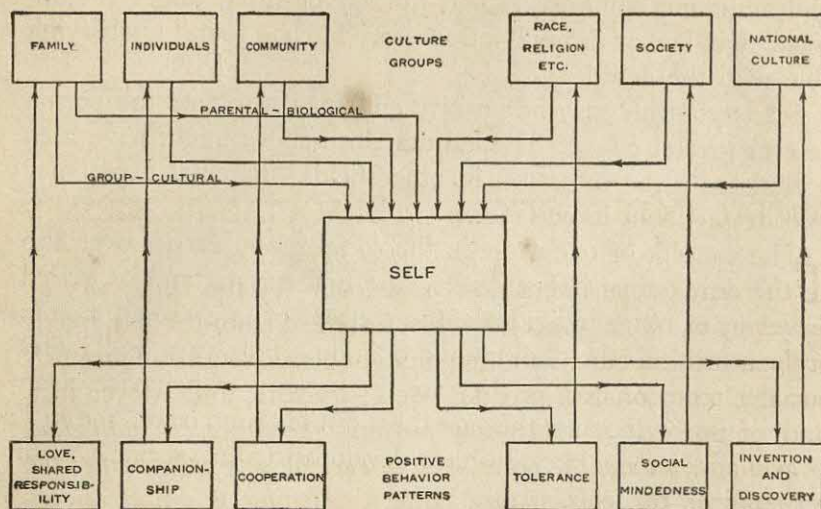 FAMILY
INDIVIDUALS
COMMUNITY
CULTURE
GROUPS
RACE,
RELIGION
ETC.
SOCIETY
NATIONAL
CULTURE
PARENTAL - BIOLOGICAL
GROUP - CULTURAL
SELF
LOVE,
SHARED
RESPONSIB-
ILITY
COMPANION-
SHIP
COOPERATION
POSITIVE
BEHAVIOR
PATTERNS
TOLERANCE
SOCIAL
MINDEDNESS
INVENTION
AND
DISCOVERY